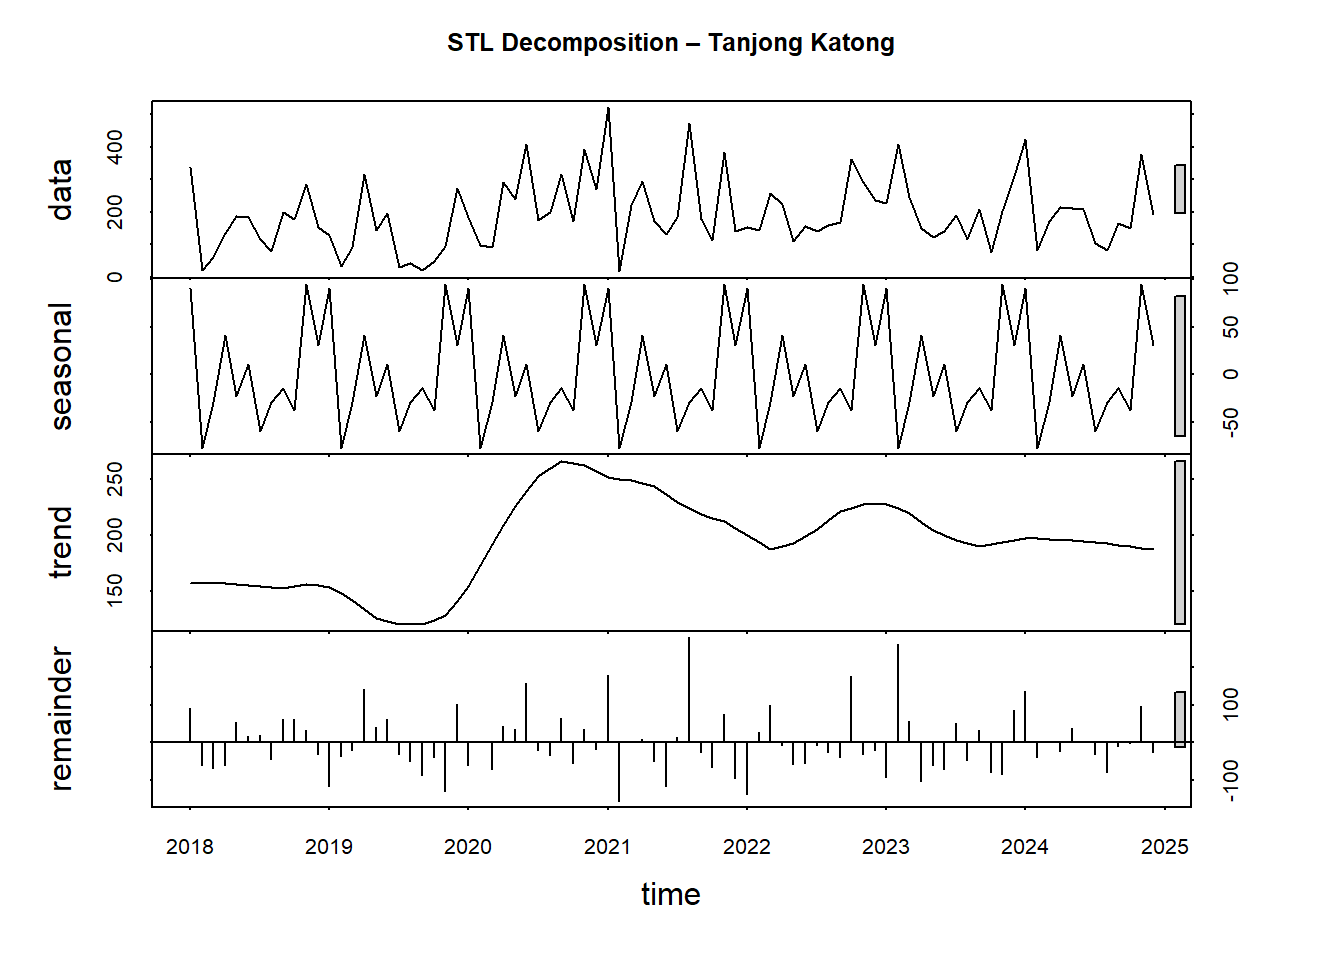 STL Decomposition – Tanjong Katong
data
0 200 400
seasonal
-50 0 50 100
trend
150 200 250
remainder
-100 100
2018 2019 2020 2021 2022 2023 2024 2025
time